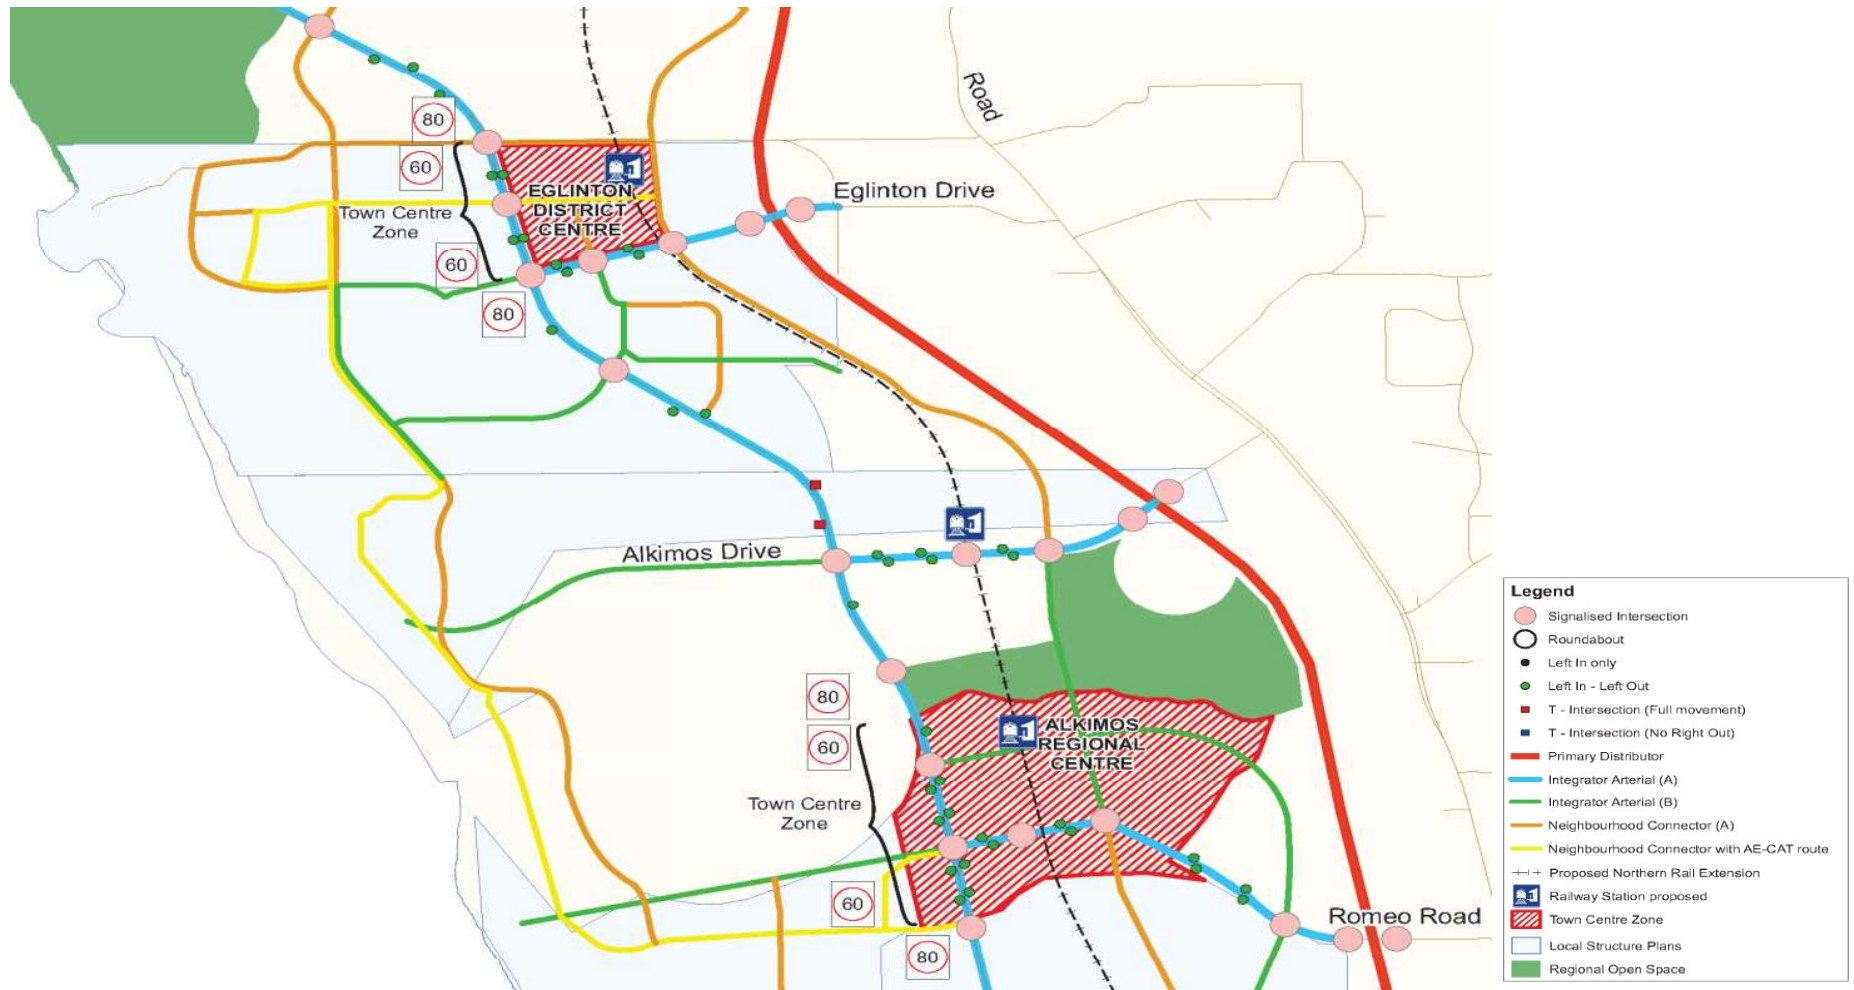 Road
80
60
EGLINTON
DISTRICT
CENTRE
Eglinton Drive
Town Centre
Zone
60
80
Alkimos Drive
80
60
ALKIMOS
REGIONAL
CENTRE
Town Centre
Zone
60
80
Romeo Road
Legend
Signalised Intersection
Roundabout
Left In only
Left In - Left Out
T - Intersection (Full movement)
T - Intersection (No Right Out)
Primary Distributor
Integrator Arterial (A)
Integrator Arterial (B)
Neighbourhood Connector (A)
Neighbourhood Connector with AE-CAT route
Proposed Northern Rail Extension
Railway Station proposed
Town Centre Zone
Local Structure Plans
Regional Open Space